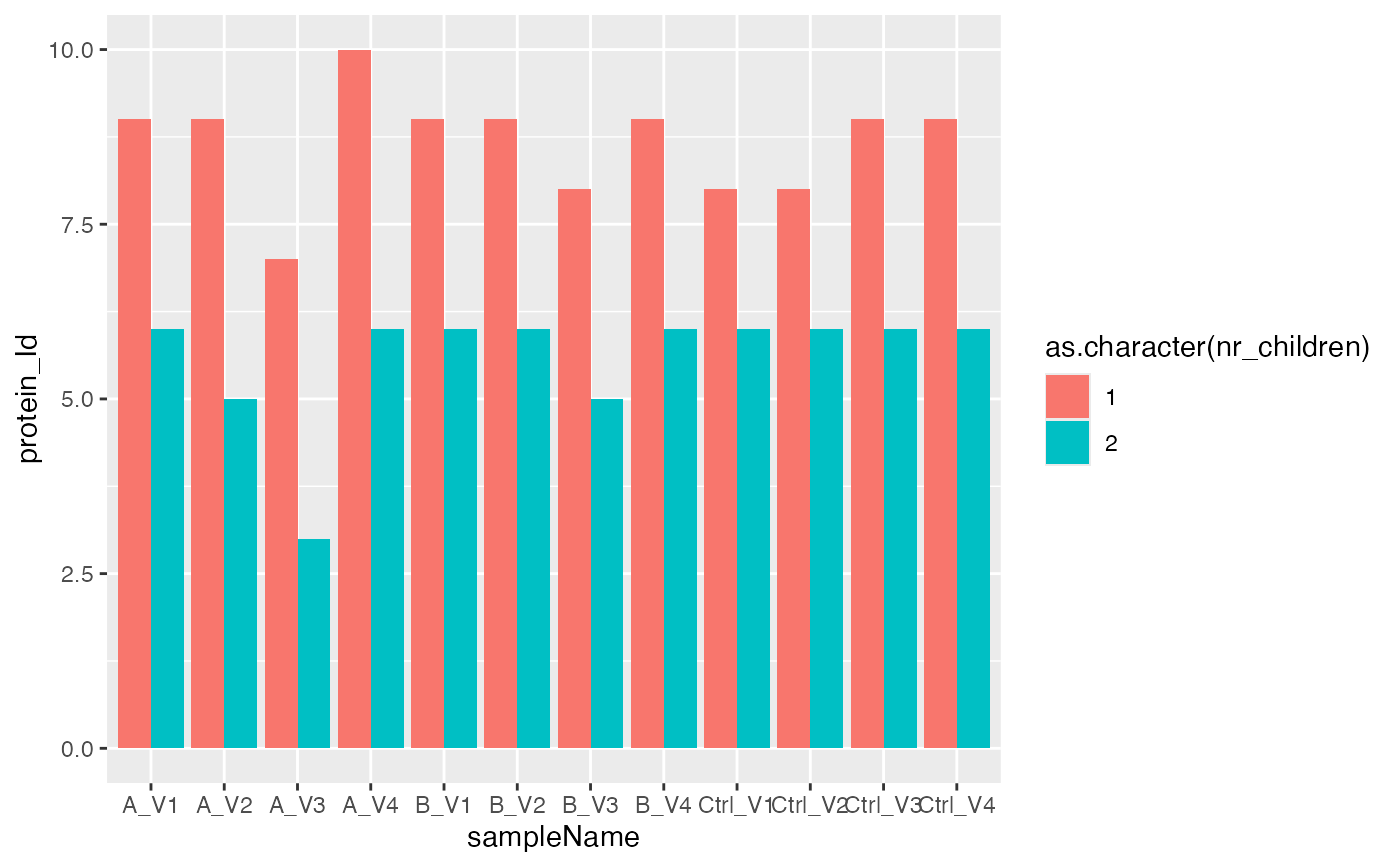 10.0
7.5
5.0
2.5
0.0
protein_Id
A_V1 A_V2 A_V3 A_V4 B_V1 B_V2 B_V3 B_V4 Ctrl_V1 Ctrl_V2 Ctrl_V3 Ctrl_V4
sampleName
as.character(nr_children)
1
2